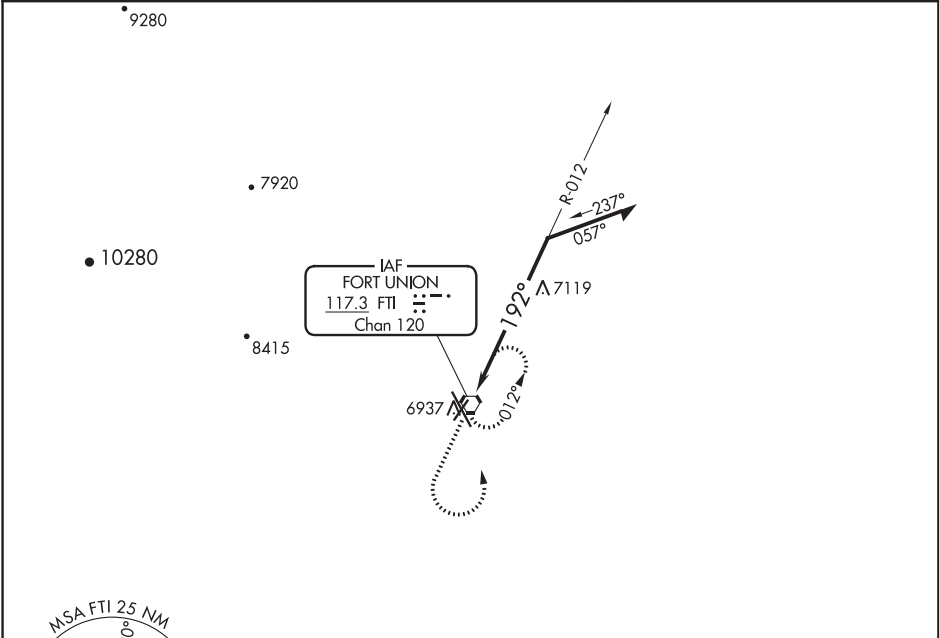 9280
7920
10280
8415
R-012
237°
057°
IAF
FORT UNION
117.3 FTI
Chan 120
192°
7119
6937
012°
MSA FTI 25 NM